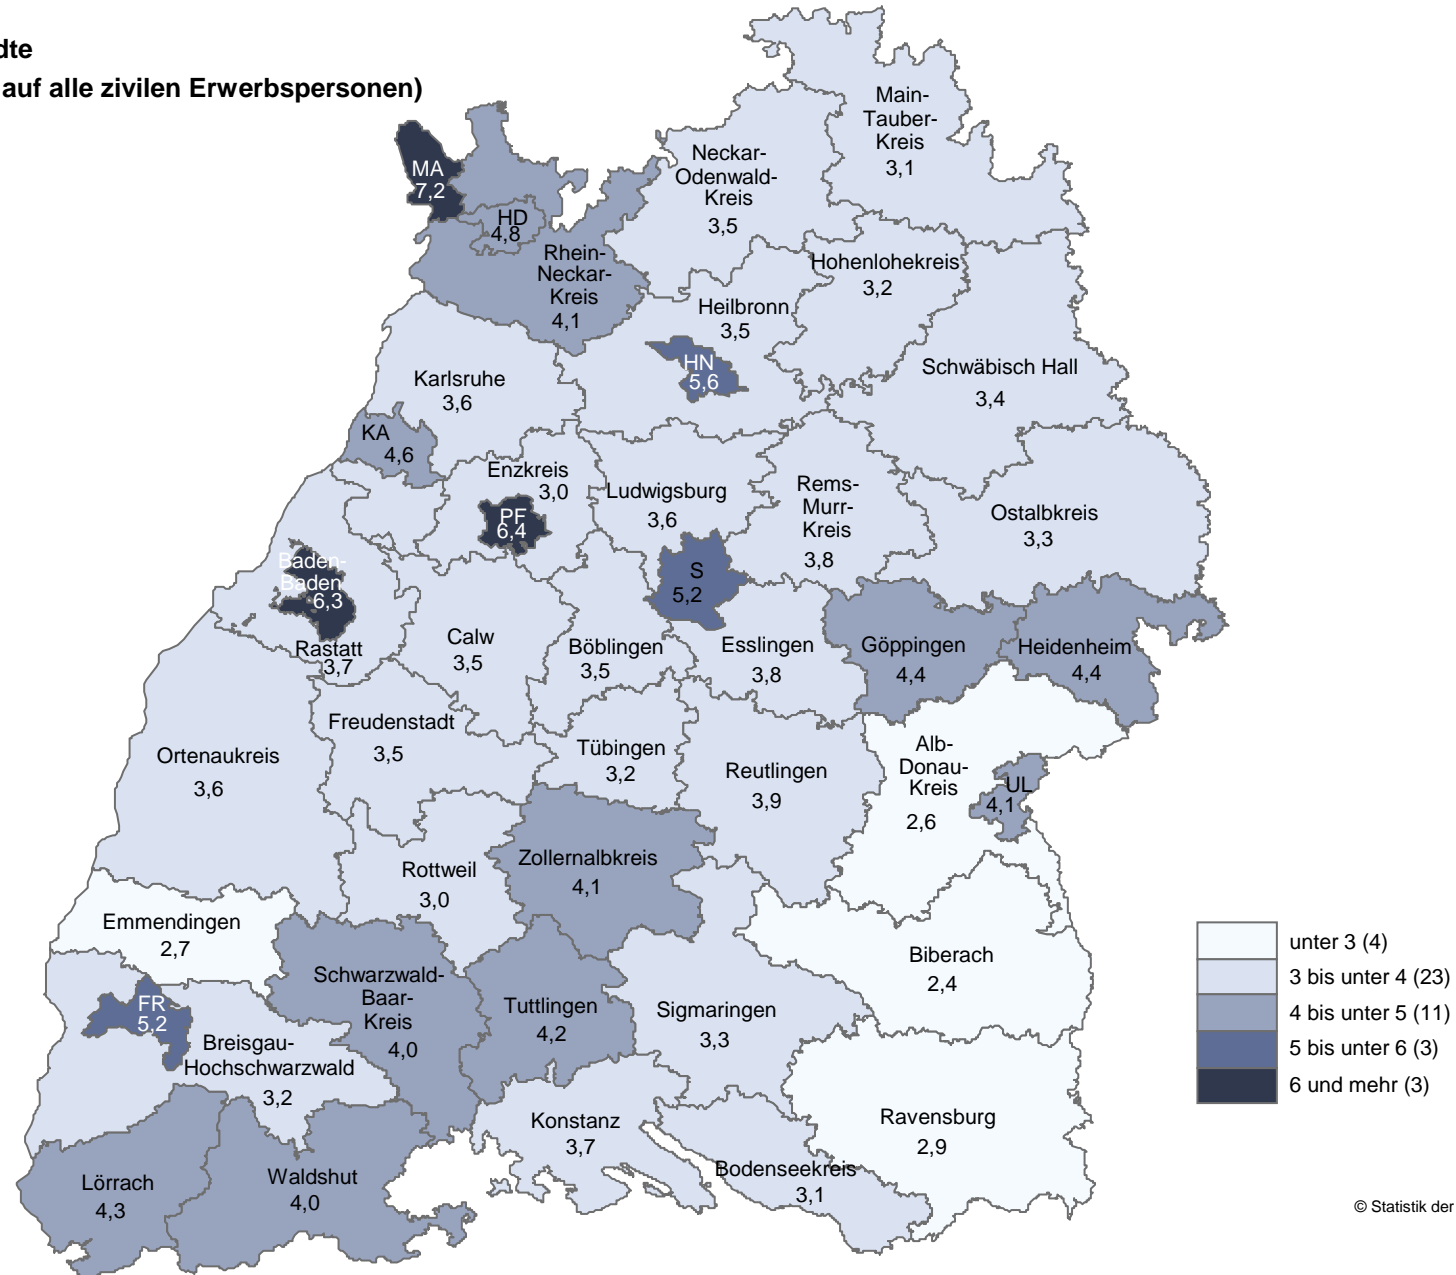 dte
auf alle zivilen Erwerbspersonen)
Main-
Tauber-
Kreis
3,1
Neckar-
Odenwald-
Kreis
3,5
MA
7,2
HD
4,8
Rhein-
Neckar-
Kreis
4,1
Hohenlohekreis
3,2
Heilbronn
3,5
HN
5,6
Schwäbisch Hall
3,4
Karlsruhe
3,6
KA
4,6
Enzkreis
3,0
PF
6,4
Ludwigsburg
3,6
Rems-
Murr-
Kreis
3,8
Ostalbkreis
3,3
Baden-
Baden
6,3
Rastatt
3,7
S
5,2
Calw
3,5
Böblingen
3,5
Esslingen
3,8
Göppingen
4,4
Heidenheim
4,4
Freudenstadt
3,5
Ortenaukreis
3,6
Tübingen
3,2
Reutlingen
3,9
Alb-
Donau-
Kreis
2,6
UL
4,1
Zollernalbkreis
4,1
Rottweil
3,0
Emmendingen
2,7
Biberach
2,4
Schwarzwald-
Baar-
Kreis
4,0
Tuttlingen
4,2
Sigmaringen
3,3
FR
5,2
Breisgau-
Hochschwarzwald
3,2
Konstanz
3,7
Ravensburg
2,9
Bodenseekreis
3,1
Lörrach
4,3
Waldshut
4,0
unter 3 (4)
3 bis unter 4 (23)
4 bis unter 5 (11)
5 bis unter 6 (3)
6 und mehr (3)
© Statistik der